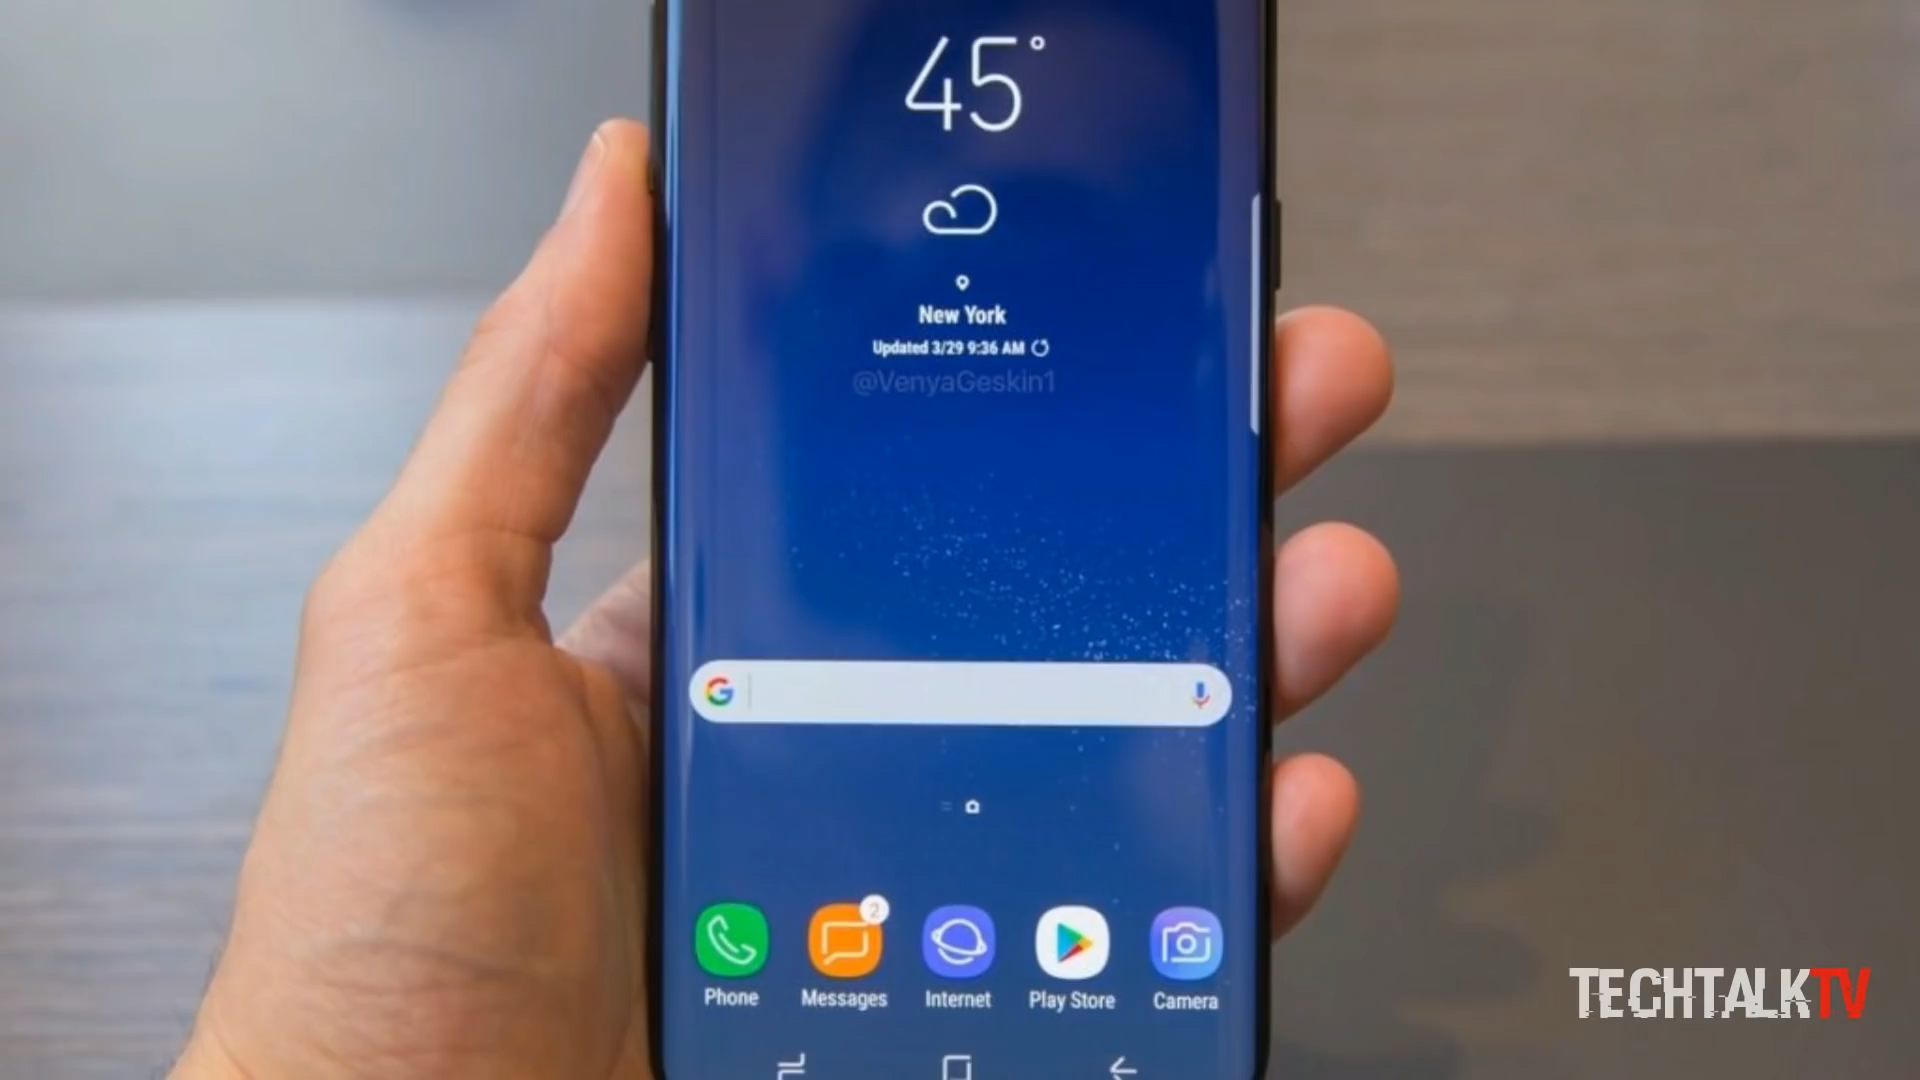 45°
New York
Updated 3/29 9:36 AM
@VenyaGeskin1
G
2
Phone
Messages
Internet
Play Store
Camera
TECHTALKTV